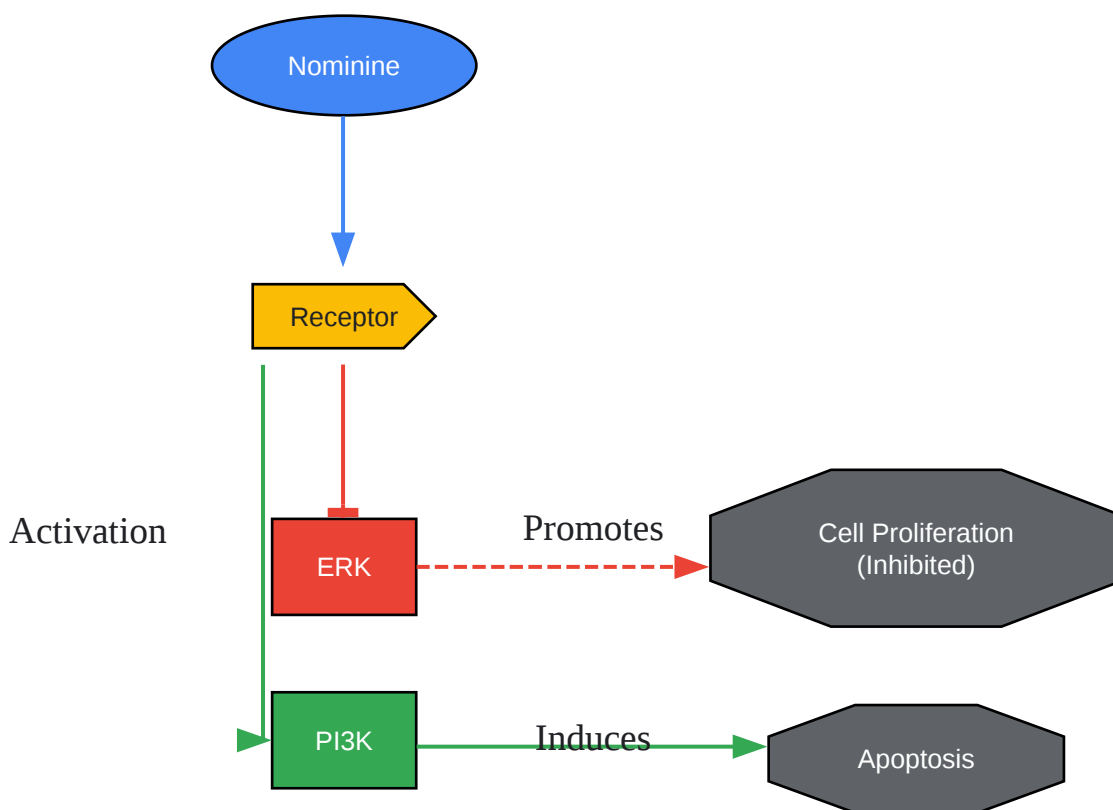 Nominine
Receptor
Activation
ERK
Promotes
Cell Proliferation
(Inhibited)
PI3K
Induces
Apoptosis